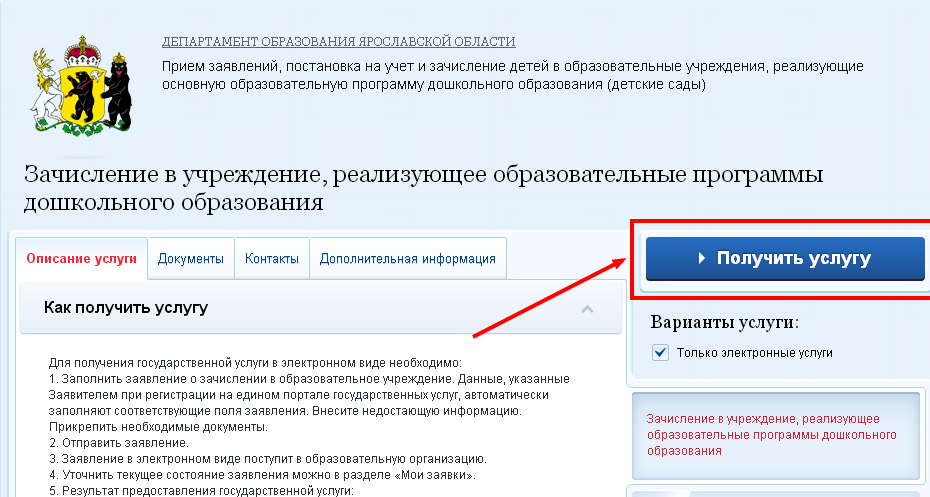 ДЕПАРТАМЕНТ ОБРАЗОВАНИЯ ЯРОСЛАВСКОЙ ОБЛАСТИ
Прием заявлений, постановка на учет и зачисление детей в образовательные учреждения, реализующие
основную образовательную программу дошкольного образования (детские сады)
Зачисление в учреждение, реализующее образовательные программы
дошкольного образования
Описание услуги
Документы
Контакты
Дополнительная информация
Получить услугу
Как получить услугу
Варианты услуги:
Только электронные услуги
Для получения государственной услуги в электронном виде необходимо:
1. Заполнить заявление о зачислении в образовательное учреждение. Данные, указанные
Заявителем при регистрации на едином портале государственных услуг, автоматически
заполняют соответствующие поля заявления. Внесите недостающую информацию.
Прикрепить необходимые документы.
2. Отправить заявление.
3. Заявление в электронном виде поступит в образовательную организацию.
4. Уточнить текущее состояние заявления можно в разделе «Мои заявки».
5. Результат предоставления государственной услуги:
Зачисление в учреждение, реализующее
образовательные программы дошкольного
образования